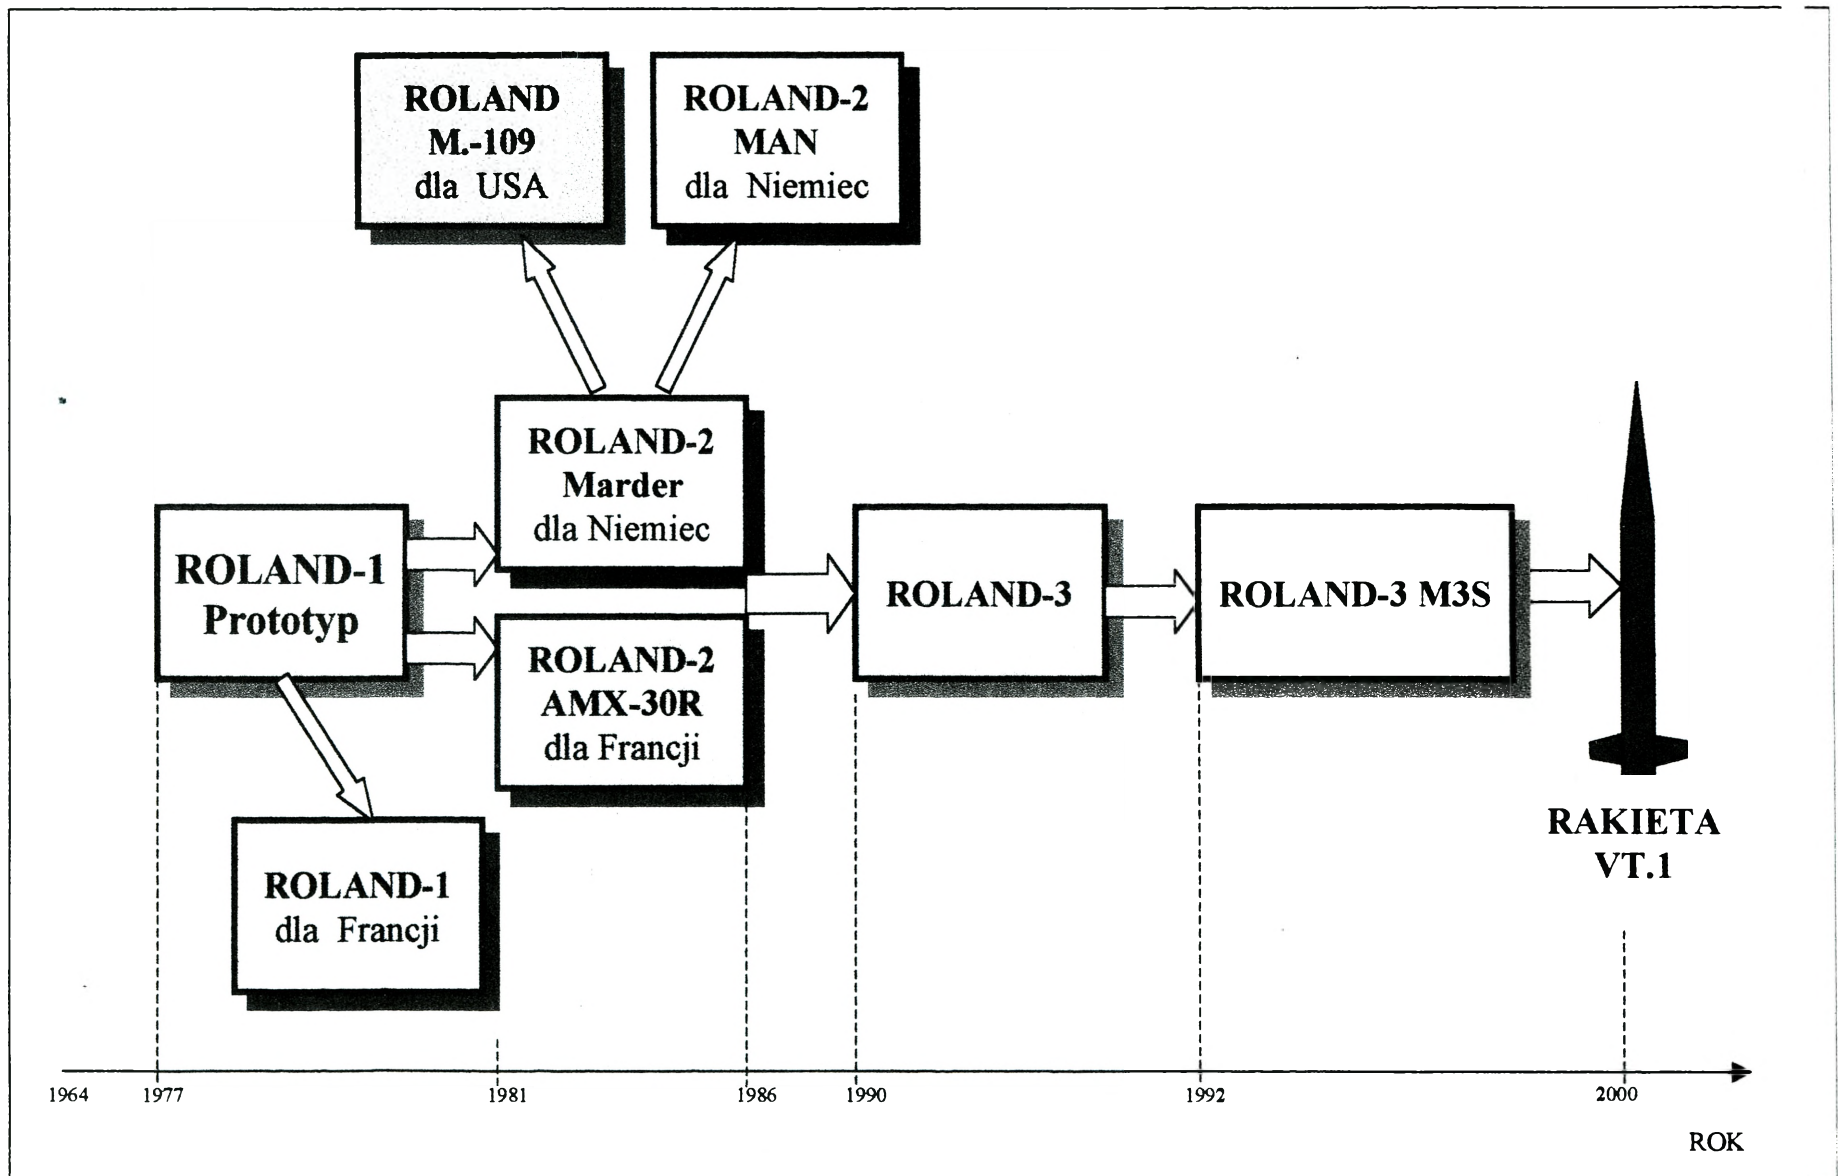 ROLAND
M.-109
dla USA
ROLAND-2
MAN
dla Niemiec
ROLAND-2
Marder
dla Niemiec
ROLAND-1
Prototyp
ROLAND-3
ROLAND-3 M3S
ROLAND-2
AMX-30R
dla Francji
RAKIETA
VT.1
ROLAND-1
dla Francji
1964 1977 1981 1986 1990 1992 2000
ROK